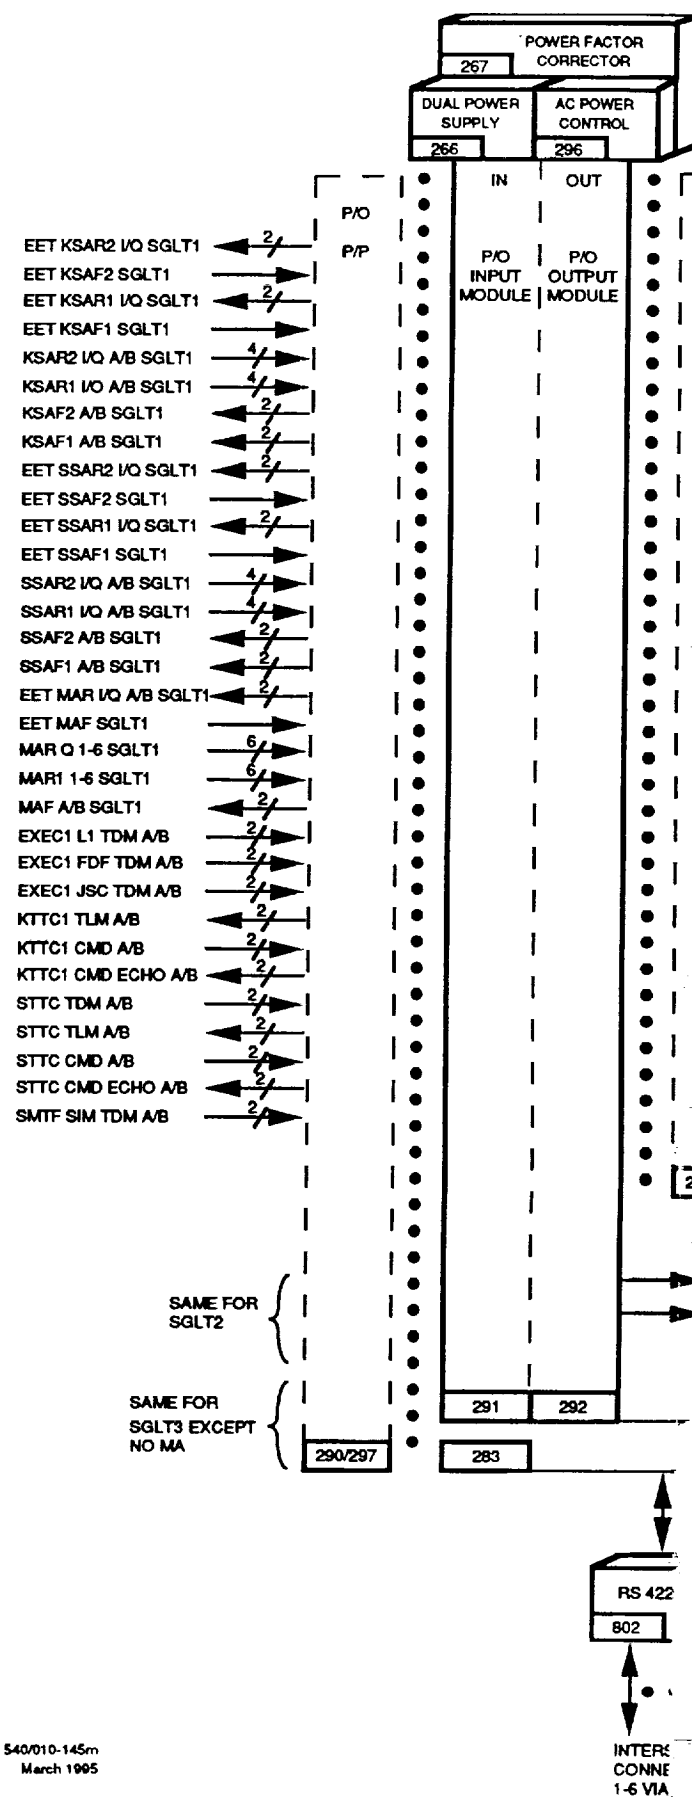 POWER FACTOR
CORRECTOR
267
DUAL POWER
SUPPLY
266
AC POWER
CONTROL
296
IN
OUT
P/O
P/P
P/O
INPUT
MODULE
P/O
OUTPUT
MODULE
EET KSAR2 I/Q SGLT1 2
EET KSAF2 SGLT1
EET KSAR1 I/Q SGLT1 2
EET KSAF1 SGLT1
KSAR2 I/Q A/B SGLT1 4
KSAR1 I/O A/B SGLT1 4
KSAF2 A/B SGLT1 2
KSAF1 A/B SGLT1 2
EET SSAR2 I/Q SGLT1 2
EET SSAF2 SGLT1
EET SSAR1 I/Q SGLT1 2
EET SSAF1 SGLT1
SSAR2 I/Q A/B SGLT1 4
SSAR1 I/Q A/B SGLT1 4
SSAF2 A/B SGLT1 2
SSAF1 A/B SGLT1 2
EET MAR I/Q A/B SGLT1 2
EET MAF SGLT1
MAR Q 1-6 SGLT1 6
MAR1 1-6 SGLT1 6
MAF A/B SGLT1 2
EXEC1 L1 TDM A/B 2
EXEC1 FDF TDM A/B 2
EXEC1 JSC TDM A/B 2
KTTC1 TLM A/B 2
KTTC1 CMD A/B 2
KTTC1 CMD ECHO A/B 2
STTC TDM A/B 2
STTC TLM A/B 2
STTC CMD A/B 2
STTC CMD ECHO A/B 2
SMTF SIM TDM A/B 2
2
SAME FOR
SGLT2
SAME FOR
SGLT3 EXCEPT
NO MA
290/297
291
292
283
RS 422
802
INTERS
CONNE
1-6 VIA
540/010-145m
March 1995